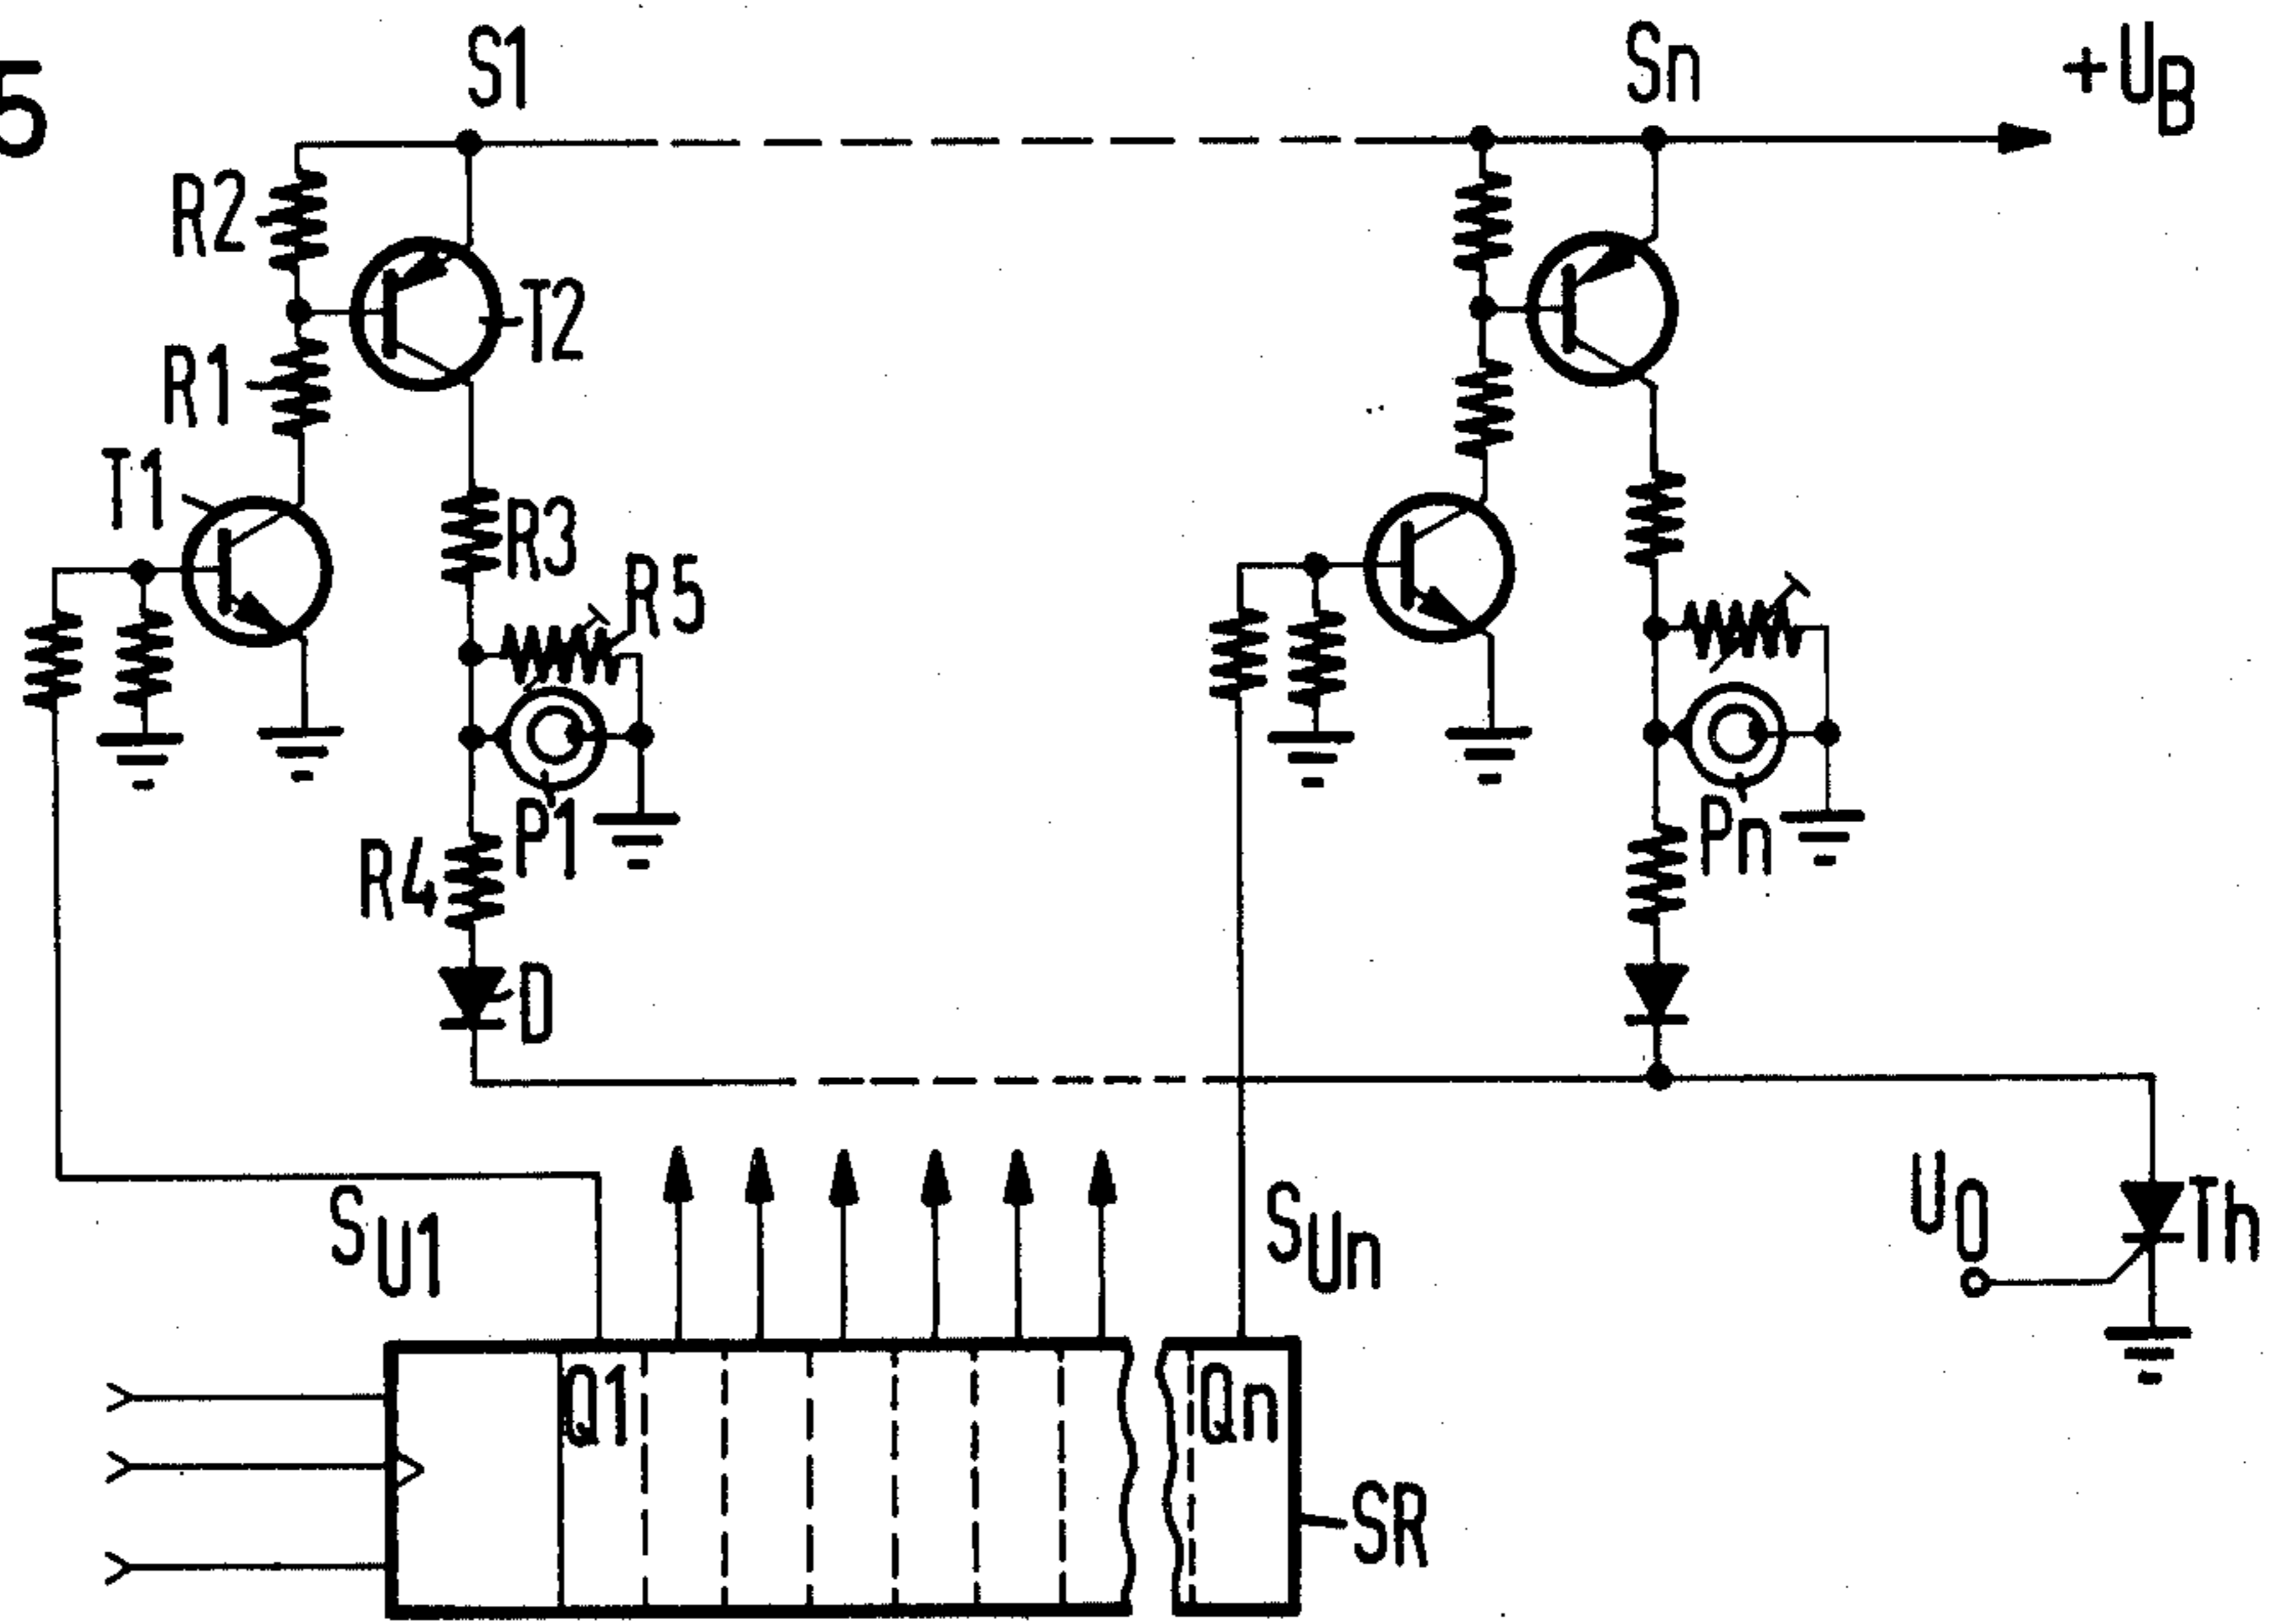 5
S1 Sn +UB
R2
T2
R1
T1
R3
R5
P1 Pn
R4
D
SU1 SUn U0 Th
Q1 Qn
SR